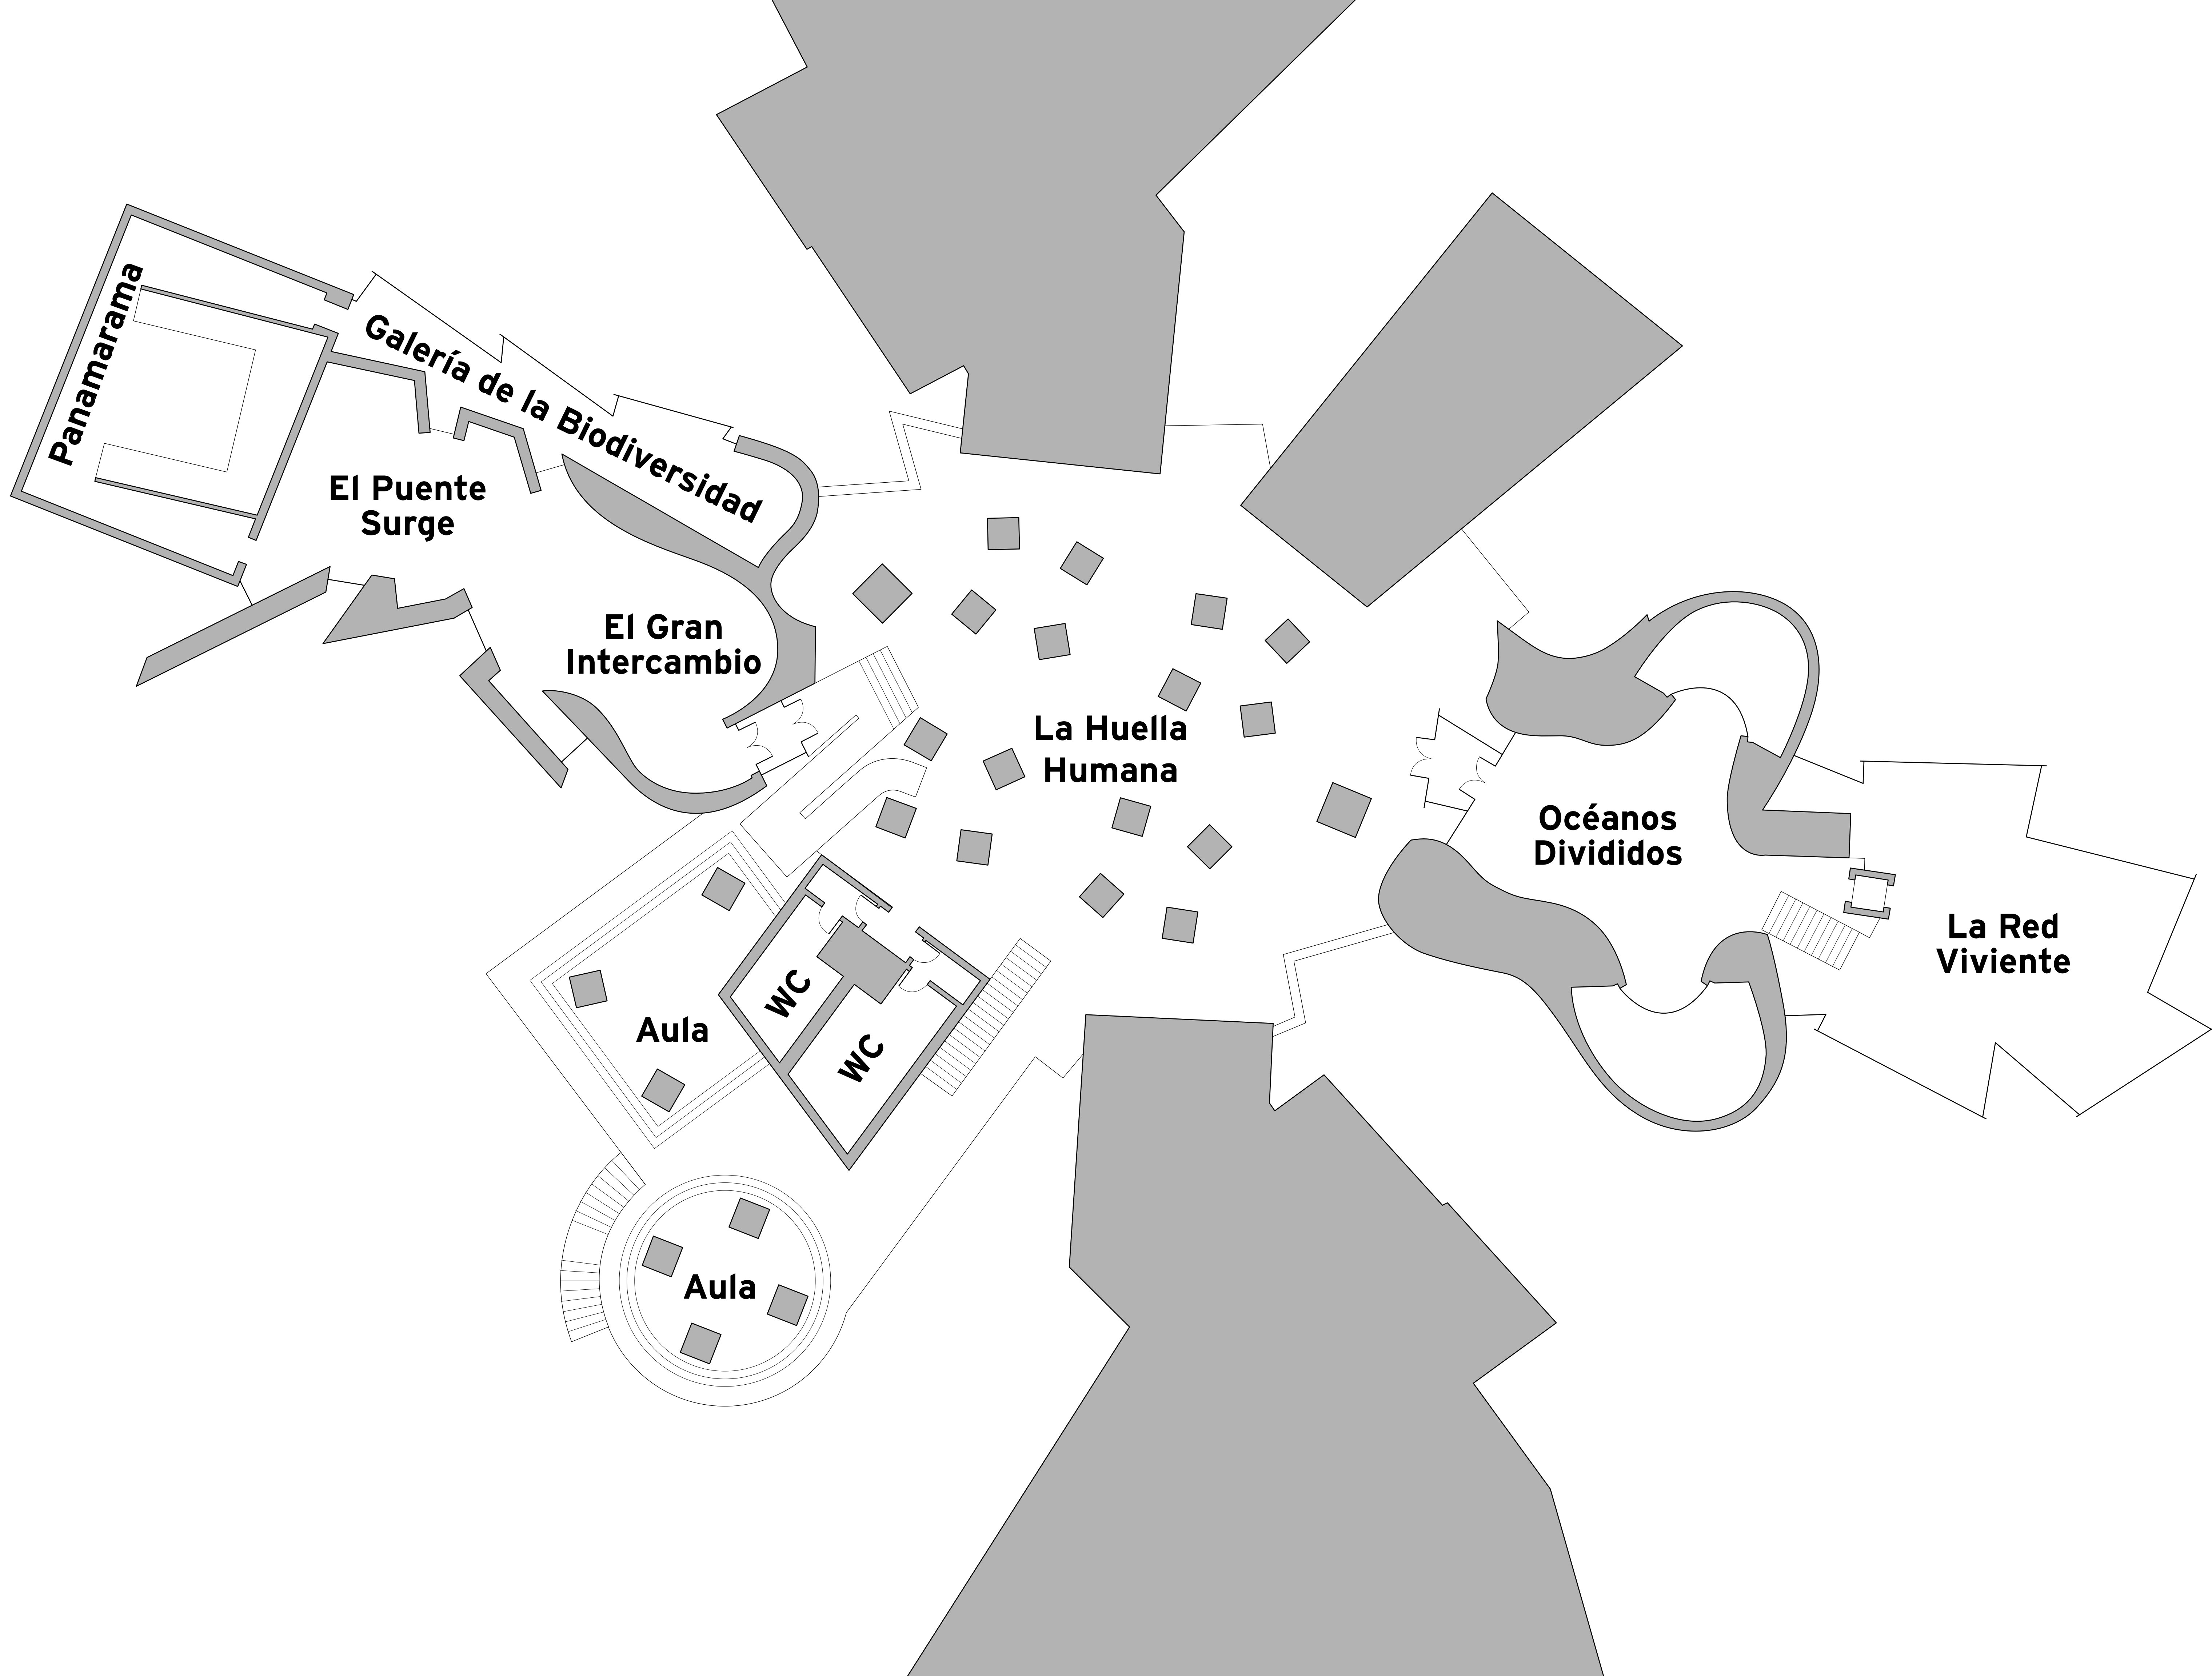 Panamarama
Galería de la Biodiversidad
El Puente
Surge
El Gran
Intercambio
La Huella
Humana
Océanos
Divididos
La Red
Viviente
WC
Aula
WC
Aula